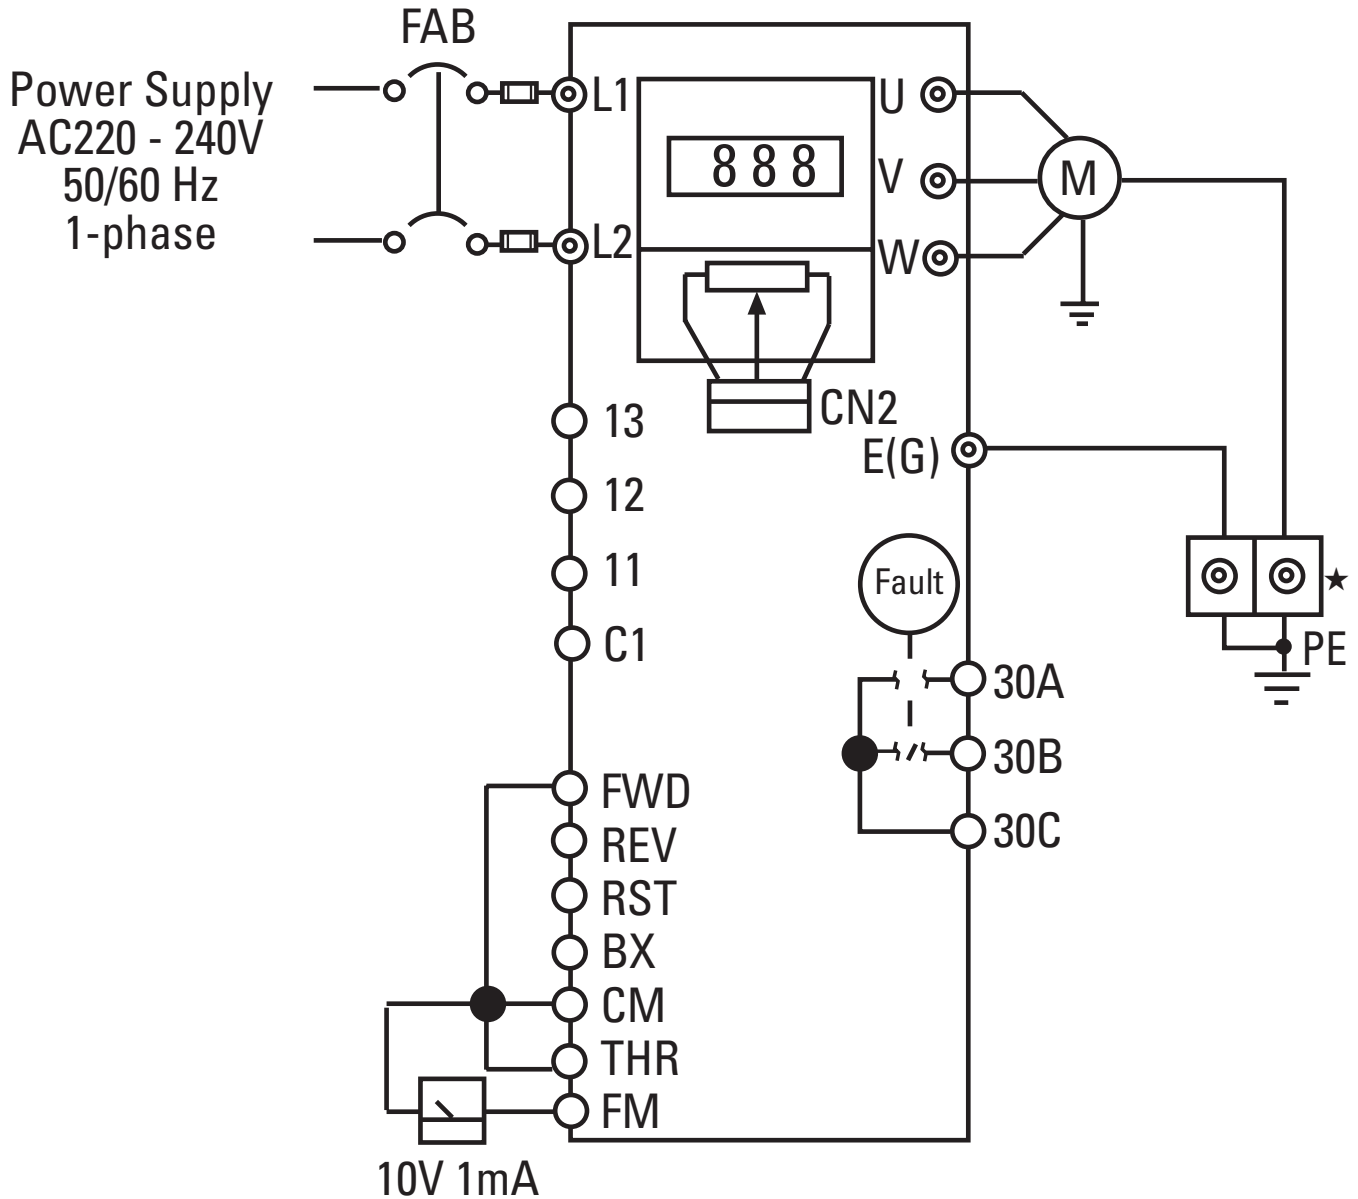 FAB
Power Supply
AC220 - 240V
50/60 Hz
1-phase
L1
L2
888
U
V
W
M
CN2
E(G)
13
12
11
C1
Fault
★
PE
30A
30B
30C
FWD
REV
RST
BX
CM
THR
FM
10V 1mA